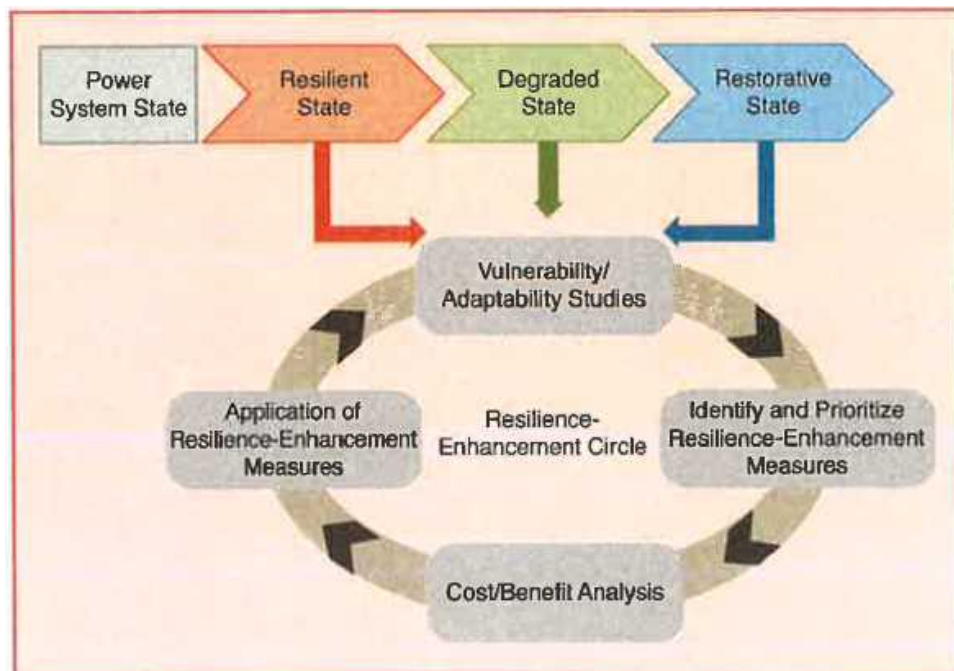 Power
System State
Resilient
State
Degraded
State
Restorative
State
Vulnerability/
Adaptability Studies
Application of
Resilience-Enhancement
Measures
Resilience-
Enhancement Circle
Identify and Prioritize
Resilience-Enhancement
Measures
Cost/Benefit Analysis